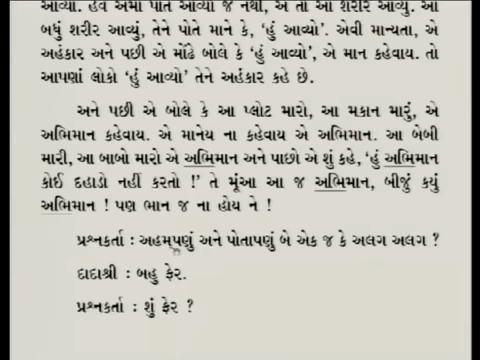 આવ્યા. હવે એમાં પોતે આવ્યો જ નથી, એ તો આ શરીર આવ્યું. આ
બધું શરીર આવ્યું, તેને પોતે માને કે, ‘હું આવ્યો’. એવી માન્યતા, એ
અહંકાર અને પછી એ મોંઢે બોલે કે ‘હું આવ્યો’, એ માન કહેવાય. તો
આપણાં લોકો ‘હું આવ્યો’ તેને અહંકાર કહે છે.
અને પછી એ બોલે કે આ પ્લોટ મારો, આ મકાન મારું, એ
અભિમાન કહેવાય. એ માનેય ના કહેવાય એ અભિમાન. આ બેબી
મારી, આ બાબો મારો એ અભિમાન અને પાછો એ શું કહે, ‘હું અભિમાન
કોઈ દહાડો નહીં કરતો !’ તે મૂંઆ આ જ અભિમાન, બીજું કયું
અભિમાન ! પણ ભાન જ ના હોય ને !
પ્રશ્નકર્તા : અહમ્પણું અને પોતાપણું બે એક જ કે અલગ અલગ ?
દાદાશ્રી : બહુ ફેર.
પ્રશ્નકર્તા : શું ફેર ?